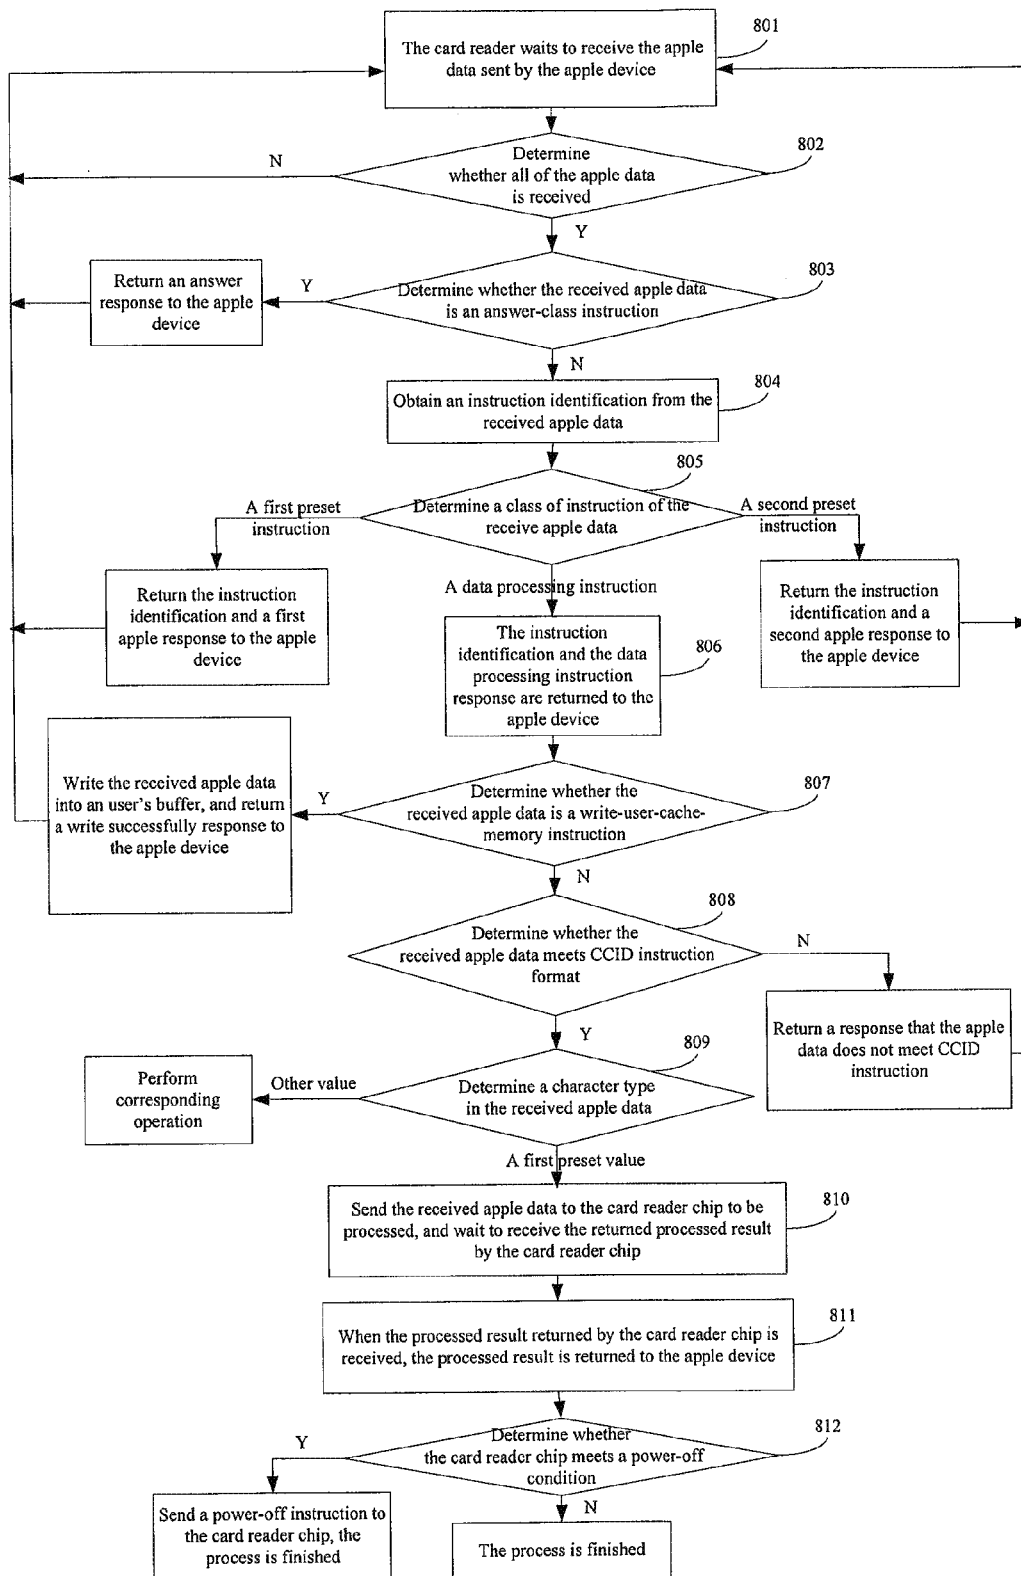 801
The card reader waits to receive the apple
data sent by the apple device
802
Determine
whether all of the apple data
is received
N
Y
803
Return an answer
response to the apple
device
Y
Determine whether the received apple data
is an answer-class instruction
N
804
Obtain an instruction identification from the
received apple data
805
A first preset
instruction
Determine a class of instruction of the
receive apple data
A second preset
instruction
Return the instruction
identification and a first
apple response to the apple
device
A data processing instruction
Return the instruction
identification and a
second apple response to
the apple device
806
The instruction
identification and the data
processing instruction
response are returned to the
apple device
Write the received apple data
into an user's buffer, and return
a write successfully response to
the apple device
Y
Determine whether the
received apple data is a write-user-cache-
memory instruction
807
N
808
Determine whether the
received apple data meets CCID instruction
format
N
Return a response that the apple
data does not meet CCID
instruction
Y
809
Perform
corresponding
operation
Other value
Determine a character type
in the received apple data
A first preset value
810
Send the received apple data to the card reader chip to be
processed, and wait to receive the returned processed result
by the card reader chip
811
When the processed result returned by the card reader chip is
received, the processed result is returned to the apple device
812
Y
Determine whether
the card reader chip meets a power-off
condition
N
Send a power-off instruction to
the card reader chip, the
process is finished
The process is finished